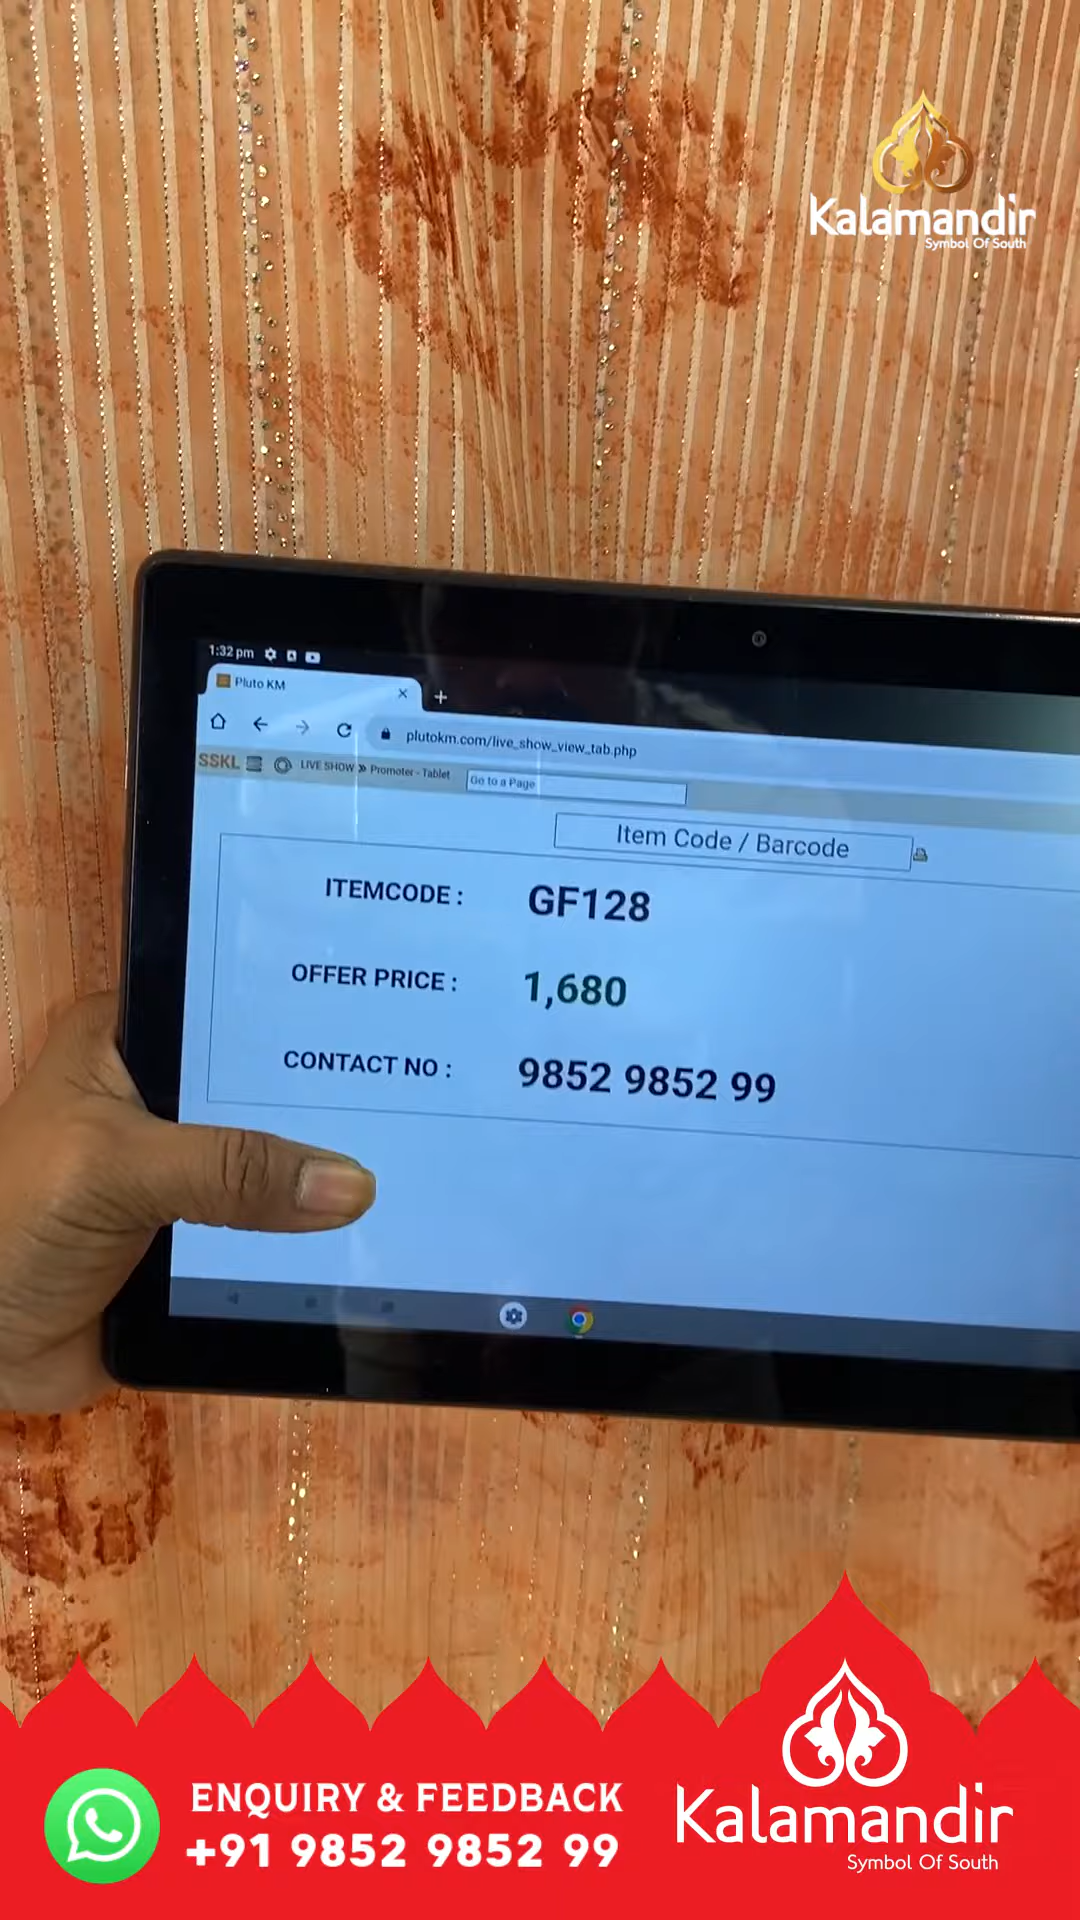 Kalamandir
Symbol Of South
1:32 pm
Pluto KM
plutokm.com/live_show_view_tab.php
SSKL
LIVE SHOW » Promoter - Tablet
Go to a Page
Item Code / Barcode
ITEMCODE : GF128
OFFER PRICE : 1,680
CONTACT NO : 9852 9852 99
ENQUIRY & FEEDBACK
+91 9852 9852 99
Kalamandir
Symbol Of South